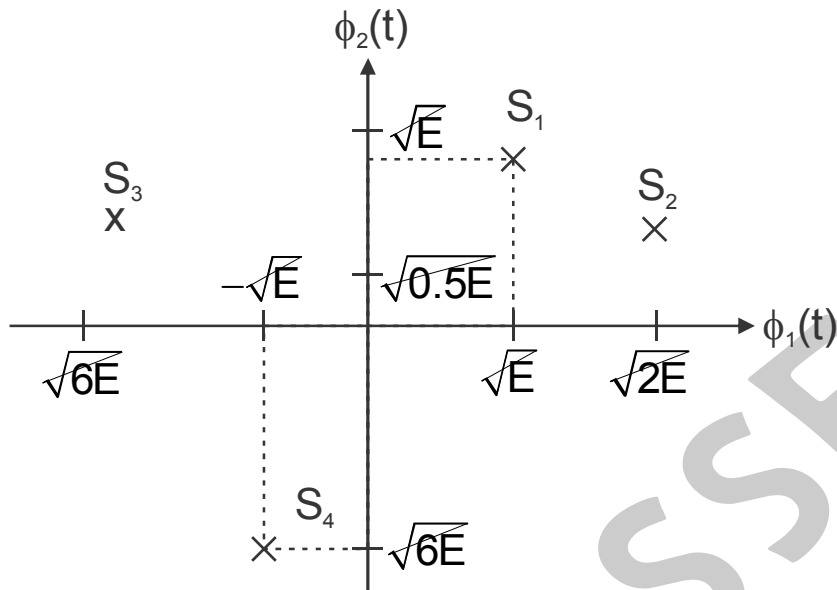 ϕ₂(t)
√E
S₁
S₃
x
S₂
−√E
√0.5E
ϕ₁(t)
√6E
√E
√2E
S₄
√6E